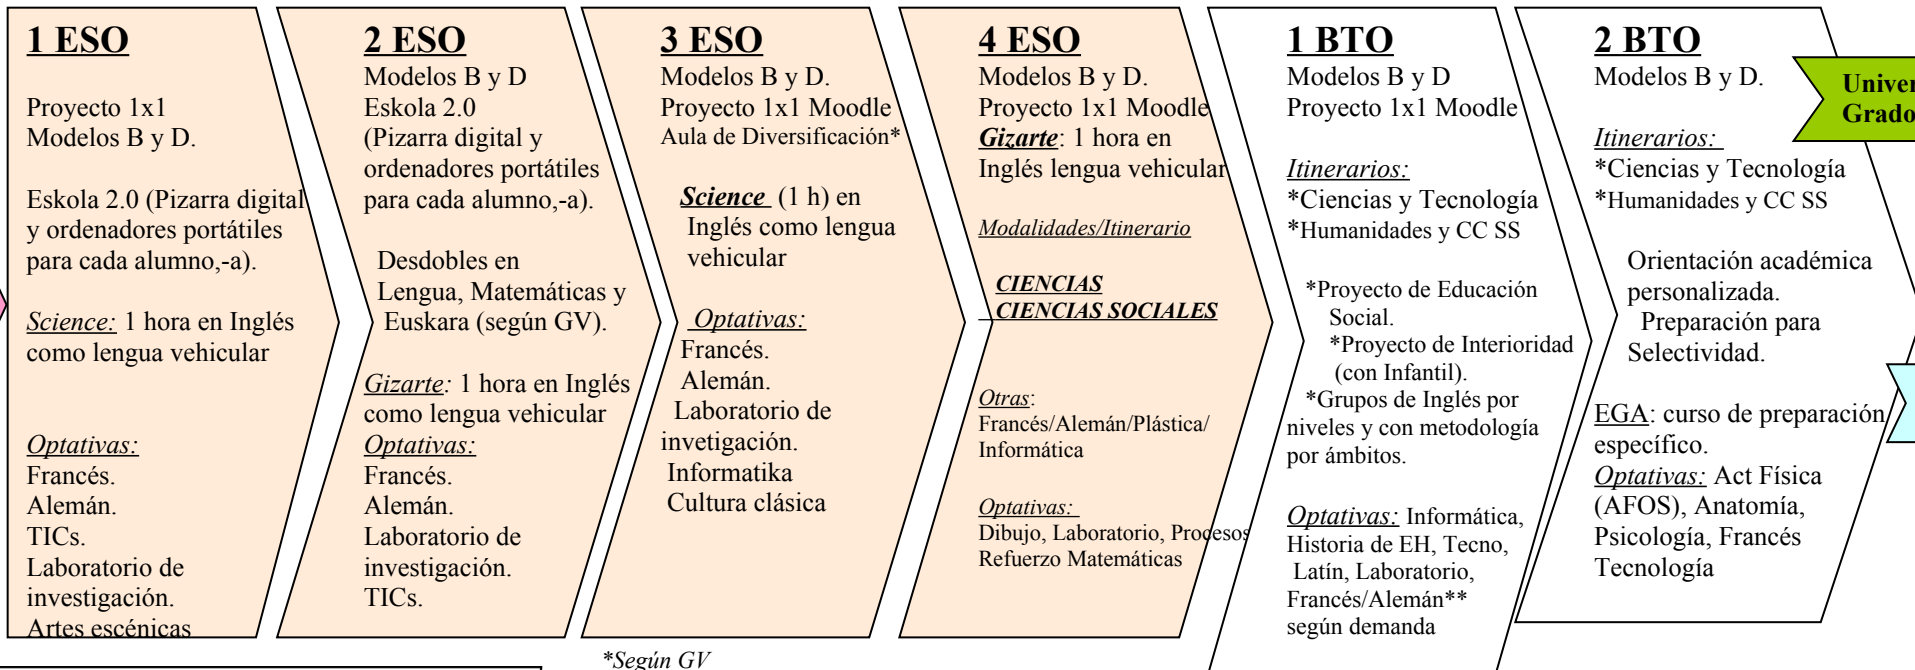 1 ESO
Proyecto 1x1
Modelos B y D.
Eskola 2.0 (Pizarra digital
y ordenadores portátiles
para cada alumno,-a).
Science: 1 hora en Inglés
como lengua vehicular
Optativas:
Francés.
Alemán.
TICs.
Laboratorio de
investigación.
Artes escénicas
2 ESO
Modelos B y D
Eskola 2.0
(Pizarra digital y
ordenadores portátiles
para cada alumno,-a).
Desdobles en
Lengua, Matemáticas y
Euskara (según GV).
Gizarte: 1 hora en Inglés
como lengua vehicular
Optativas:
Francés.
Alemán.
Laboratorio de
investigación.
TICs.
3 ESO
Modelos B y D.
Proyecto 1x1 Moodle
Aula de Diversificación*
Science (1 h) en
Inglés como lengua
vehicular
Optativas:
Francés.
Alemán.
Laboratorio de
invetigación.
Informatika
Cultura clásica
*Según GV
4 ESO
Modelos B y D.
Proyecto 1x1 Moodle
Gizarte: 1 hora en
Inglés lengua vehicular
Modalidades/Itinerario
CIENCIAS
CIENCIAS SOCIALES
Otras:
Francés/Alemán/Plástica/
Informática
Optativas:
Dibujo, Laboratorio, Procesos
Refuerzo Matemáticas
1 BTO
Modelos B y D
Proyecto 1x1 Moodle
Itinerarios:
*Ciencias y Tecnología
*Humanidades y CC SS
*Proyecto de Educación
Social.
*Proyecto de Interioridad
(con Infantil).
*Grupos de Inglés por
niveles y con metodología
por ámbitos.
Optativas: Informática,
Historia de EH, Tecno,
Latín, Laboratorio,
Francés/Alemán**
según demanda
2 BTO
Modelos B y D.
Itinerarios:
*Ciencias y Tecnología
*Humanidades y CC SS
Orientación académica
personalizada.
Preparación para
Selectividad.
EGA: curso de preparación
específico.
Optativas: Act Física
(AFOS), Anatomía,
Psicología, Francés
Tecnología
Univer
Grado